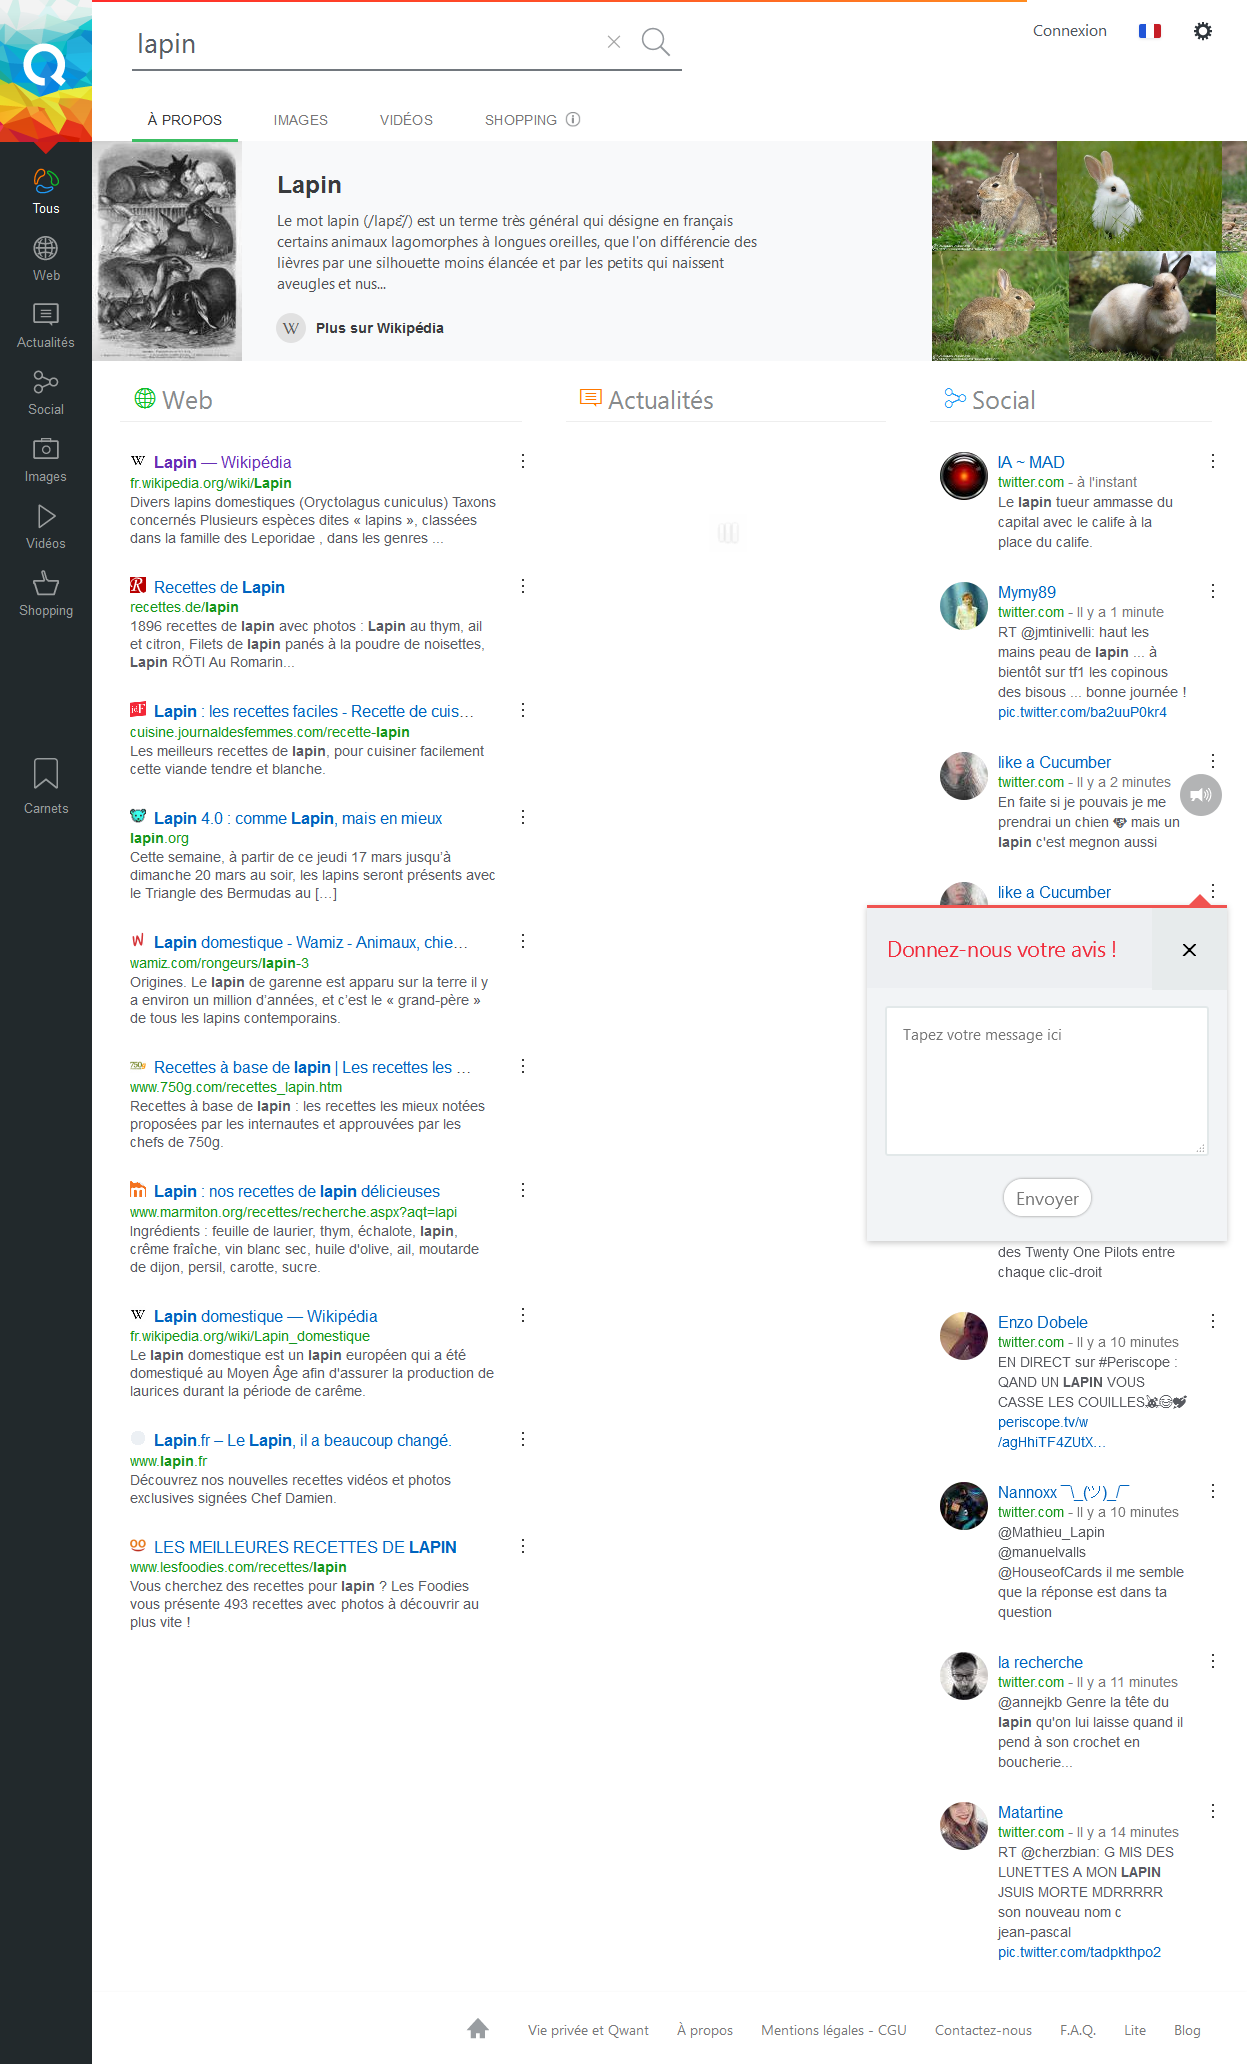 lapin
Connexion
À PROPOS
IMAGES
VIDÉOS
SHOPPING
Tous
Web
Actualités
Social
Images
Vidéos
Shopping
Carnets
Lapin
Le mot lapin (/lapɛ̃/) est un terme très général qui désigne en français
certains animaux lagomorphes à longues oreilles, que l'on différencie des
lièvres par une silhouette moins élancée et par les petits qui naissent
aveugles et nus...
W Plus sur Wikipédia
Web
W Lapin — Wikipédia
fr.wikipedia.org/wiki/Lapin
Divers lapins domestiques (Oryctolagus cuniculus) Taxons
concernés Plusieurs espèces dites « lapins », classées
dans la famille des Leporidae , dans les genres ...
R Recettes de Lapin
recettes.de/lapin
1896 recettes de lapin avec photos : Lapin au thym, ail
et citron, Filets de lapin panés à la poudre de noisettes,
Lapin RÔTI Au Romarin...
Lapin : les recettes faciles - Recette de cuis…
cuisine.journaldesfemmes.com/recette-lapin
Les meilleurs recettes de lapin, pour cuisiner facilement
cette viande tendre et blanche.
Lapin 4.0 : comme Lapin, mais en mieux
lapin.org
Cette semaine, à partir de ce jeudi 17 mars jusqu'à
dimanche 20 mars au soir, les lapins seront présents avec
le Triangle des Bermudas au […]
W Lapin domestique - Wamiz - Animaux, chie…
wamiz.com/rongeurs/lapin-3
Origines. Le lapin de garenne est apparu sur la terre il y
a environ un million d'années, et c'est le « grand-père »
de tous les lapins contemporains.
750g Recettes à base de lapin | Les recettes les …
www.750g.com/recettes_lapin.htm
Recettes à base de lapin : les recettes les mieux notées
proposées par les internautes et approuvées par les
chefs de 750g.
Lapin : nos recettes de lapin délicieuses
www.marmiton.org/recettes/recherche.aspx?aqt=lapi
Ingrédients : feuille de laurier, thym, échalote, lapin,
crême fraîche, vin blanc sec, huile d'olive, ail, moutarde
de dijon, persil, carotte, sucre.
W Lapin domestique — Wikipédia
fr.wikipedia.org/wiki/Lapin_domestique
Le lapin domestique est un lapin européen qui a été
domestiqué au Moyen Âge afin d'assurer la production de
laurices durant la période de carême.
Lapin.fr – Le Lapin, il a beaucoup changé.
www.lapin.fr
Découvrez nos nouvelles recettes vidéos et photos
exclusives signées Chef Damien.
LES MEILLEURES RECETTES DE LAPIN
www.lesfoodies.com/recettes/lapin
Vous cherchez des recettes pour lapin ? Les Foodies
vous présente 493 recettes avec photos à découvrir au
plus vite !
Actualités
Social
IA ~ MAD
twitter.com - à l'instant
Le lapin tueur ammasse du
capital avec le calife à la
place du calife.
Mymy89
twitter.com - Il y a 1 minute
RT @jmtinivelli: haut les
mains peau de lapin ... à
bientôt sur tf1 les copinous
des bisous ... bonne journée !
pic.twitter.com/ba2uuP0kr4
like a Cucumber
twitter.com - Il y a 2 minutes
En faite si je pouvais je me
prendrai un chien 🐶 mais un
lapin c'est megnon aussi
like a Cucumber
Donnez-nous votre avis !
Tapez votre message ici
Envoyer
des Twenty One Pilots entre
chaque clic-droit
Enzo Dobele
twitter.com - Il y a 10 minutes
EN DIRECT sur #Periscope :
QAND UN LAPIN VOUS
CASSE LES COUILLES
periscope.tv/w
/agHhiTF4ZUtX…
Nannoxx ¯\_(ツ)_/¯
twitter.com - Il y a 10 minutes
@Mathieu_Lapin
@manuelvalls
@HouseofCards il me semble
que la réponse est dans ta
question
la recherche
twitter.com - Il y a 11 minutes
@annejkb Genre la tête du
lapin qu'on lui laisse quand il
pend à son crochet en
boucherie...
Matartine
twitter.com - Il y a 14 minutes
RT @cherzbian: G MIS DES
LUNETTES A MON LAPIN
JSUIS MORTE MDRRRRR
son nouveau nom c
jean-pascal
pic.twitter.com/tadpkthpo2
Vie privée et Qwant
À propos
Mentions légales - CGU
Contactez-nous
F.A.Q.
Lite
Blog